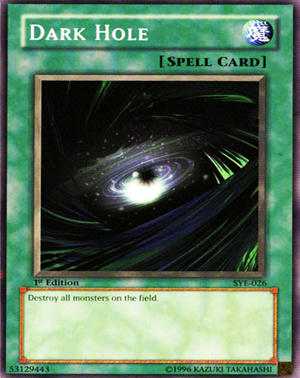 DARK HOLE
[SPELL CARD]
1st Edition
SYE-026
Destroy all monsters on the field.
53129443
©1996 KAZUKI TAKAHASHI